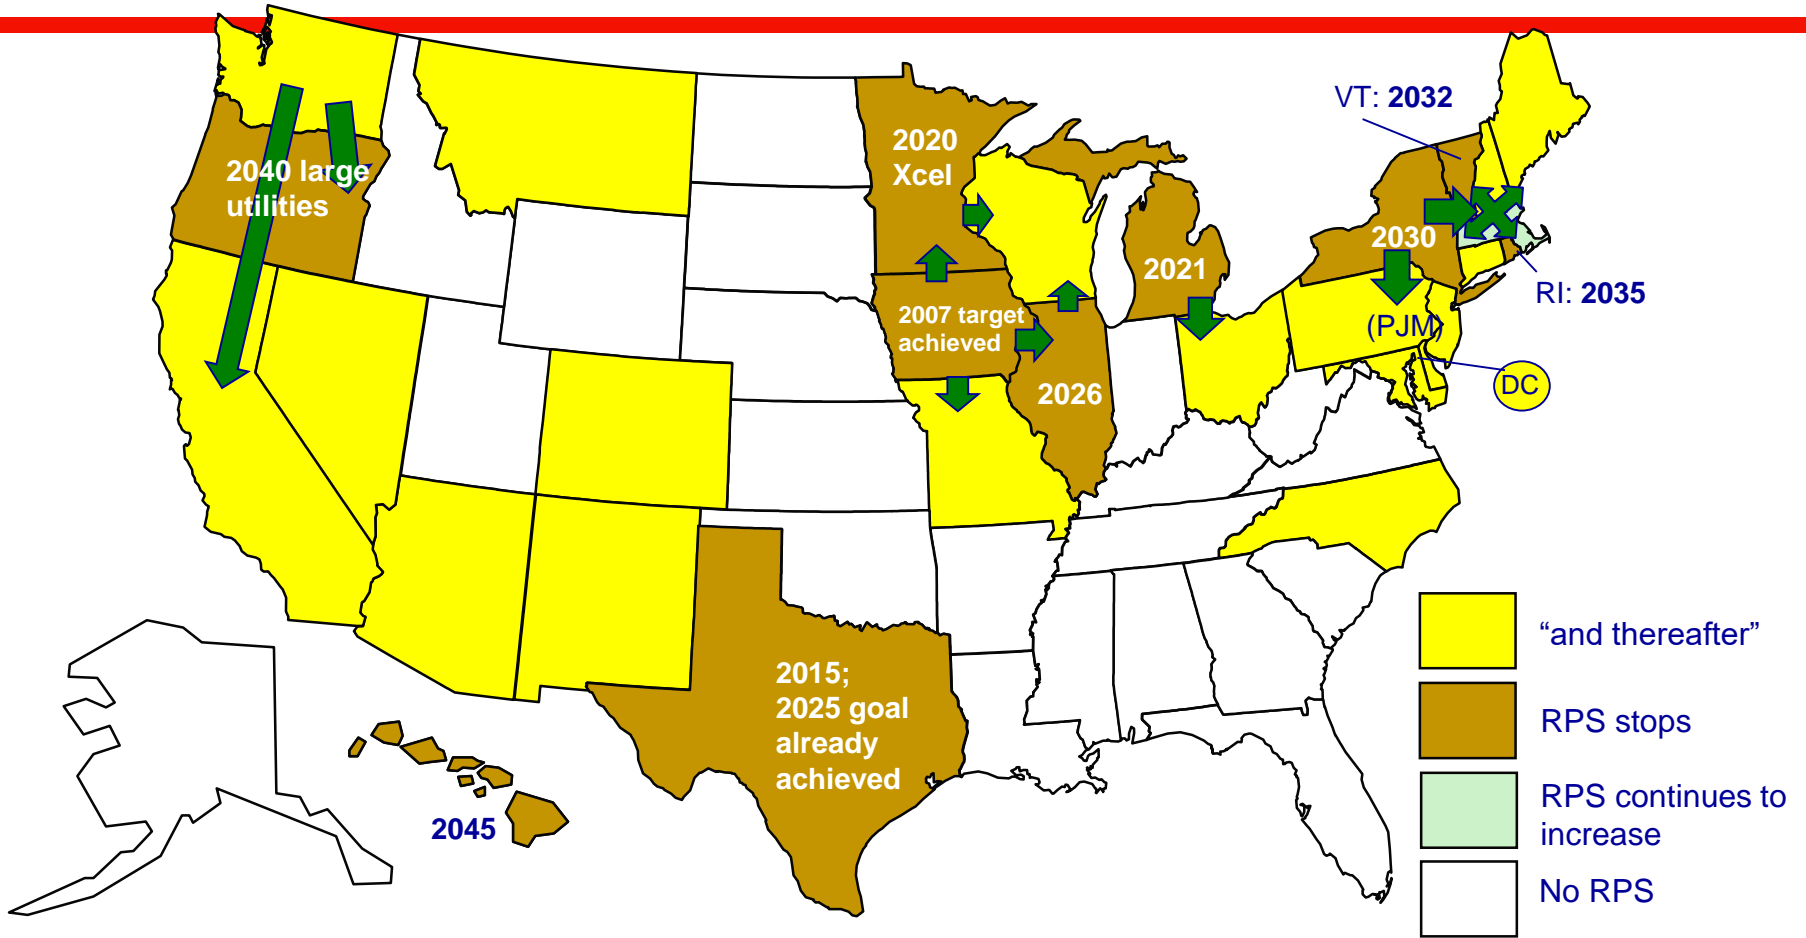 VT: 2032
2020
Xcel
2040 large
utilities
2030
2021
RI: 2035
2007 target
achieved
(PJM)
DC
2026
“and thereafter”
2015;
2025 goal
already
achieved
RPS stops
RPS continues to
increase
2045
No RPS